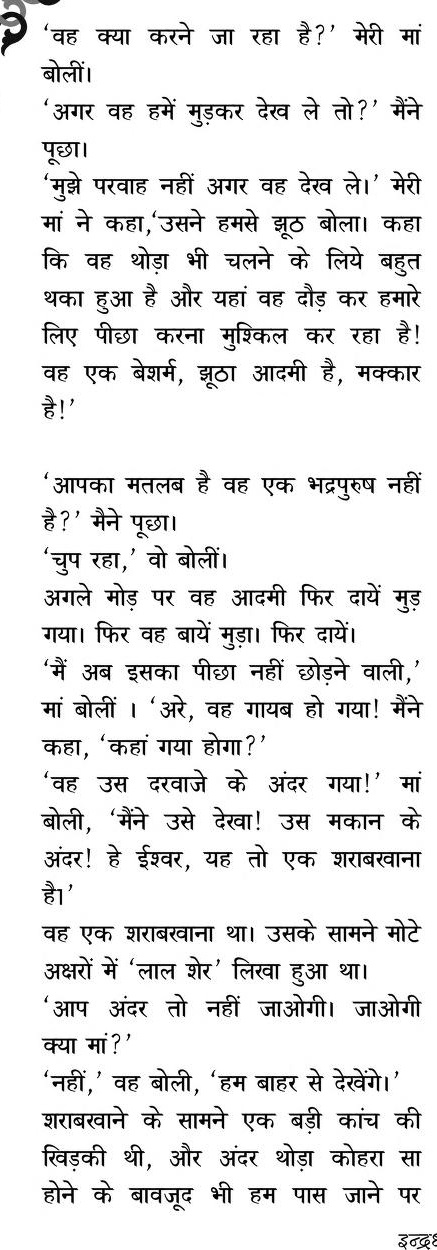 ‘वह क्या करने जा रहा है?’ मेरी मां
बोलीं।
‘अगर वह हमें मुड़कर देख ले तो?’ मैंने
पूछा।
‘मुझे परवाह नहीं अगर वह देख ले।’ मेरी
मां ने कहा,‘उसने हमसे झूठ बोला। कहा
कि वह थोड़ा भी चलने के लिये बहुत
थका हुआ है और यहां वह दौड़ कर हमारे
लिए पीछा करना मुश्किल कर रहा है!
वह एक बेशर्म, झूठा आदमी है, मक्कार
है!’
‘आपका मतलब है वह एक भद्रपुरुष नहीं
है?’ मैने पूछा।
‘चुप रहा,’ वो बोलीं।
अगले मोड़ पर वह आदमी फिर दायें मुड़
गया। फिर वह बायें मुड़ा। फिर दायें।
‘मैं अब इसका पीछा नहीं छोड़ने वाली,’
मां बोलीं । ‘अरे, वह गायब हो गया! मैंने
कहा, ‘कहां गया होगा?’
‘वह उस दरवाजे के अंदर गया!’ मां
बोली, ‘मैंने उसे देखा! उस मकान के
अंदर! हे ईश्वर, यह तो एक शराबखाना
है।’
वह एक शराबखाना था। उसके सामने मोटे
अक्षरों में ‘लाल शेर’ लिखा हुआ था।
‘आप अंदर तो नहीं जाओगी। जाओगी
क्या मां?’
‘नहीं,’ वह बोली, ‘हम बाहर से देखेंगे।’
शराबखाने के सामने एक बड़ी कांच की
खिड़की थी, और अंदर थोड़ा कोहरा सा
होने के बावजूद भी हम पास जाने पर